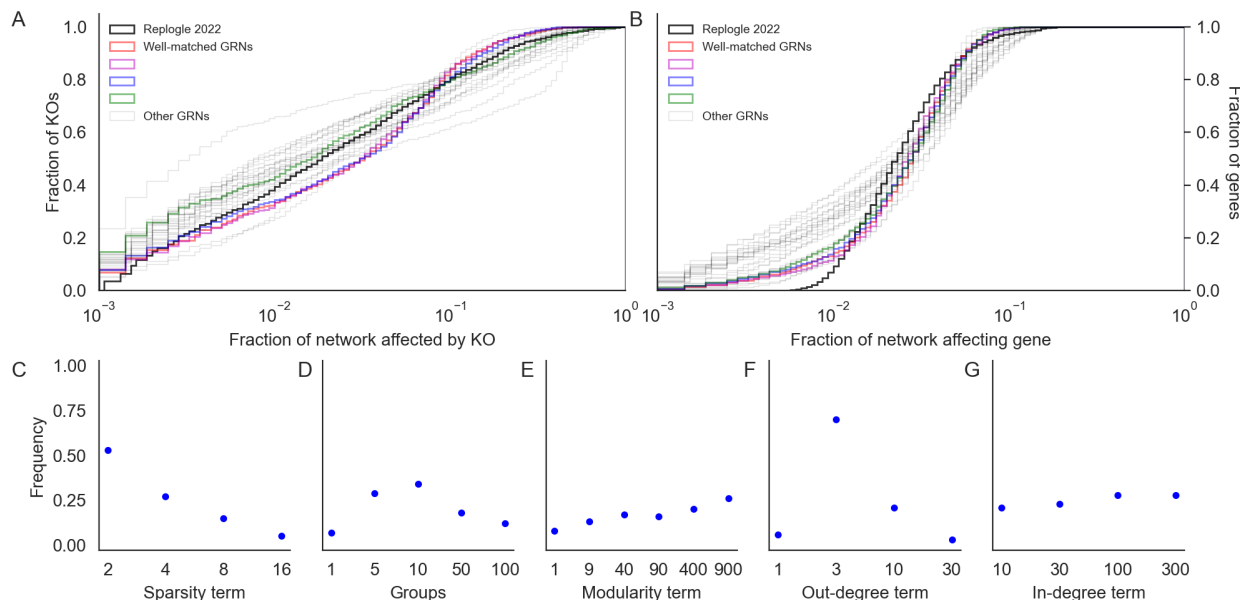 A
B
1.0
0.8
0.6
0.4
0.2
0.0
Fraction of KOs
Replogle 2022
Well-matched GRNs
Other GRNs
10⁻³
10⁻²
10⁻¹
10⁰
Fraction of network affected by KO
Replogle 2022
Well-matched GRNs
Other GRNs
1.0
0.8
0.6
0.4
0.2
0.0
Fraction of genes
10⁻³
10⁻²
10⁻¹
10⁰
Fraction of network affecting gene
C
D
E
F
G
1.00
0.75
0.50
0.25
0.00
Frequency
2 4 8 16
Sparsity term
1 5 10 50 100
Groups
1 9 40 90 400 900
Modularity term
1 3 10 30
Out-degree term
10 30 100 300
In-degree term